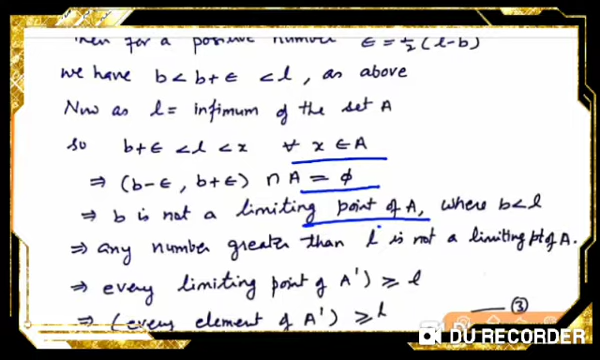 Then for a positive number ε = ½ (l-b)
we have b < b+ε < l, as above
Now as l = infimum of the set A
so b+ε < l < x ∀ x ∈ A
⇒ (b-ε, b+ε) ∩ A = ϕ
⇒ b is not a limiting point of A, where b<l
⇒ any number greater than l is not a limiting pt of A.
⇒ every limiting point of A') ≥ l
⇒ (every element of A') ≥ l —— ③
DU RECORDER